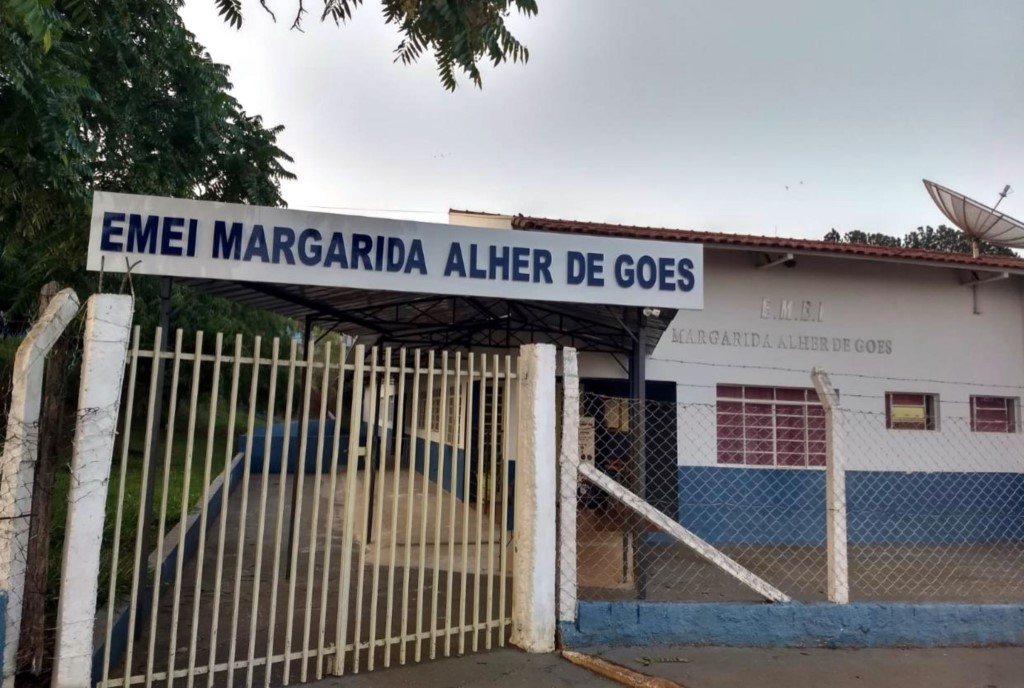 EMEI MARGARIDA ALHER DE GOES
E.M.E.I
MARGARIDA ALHER DE GOES